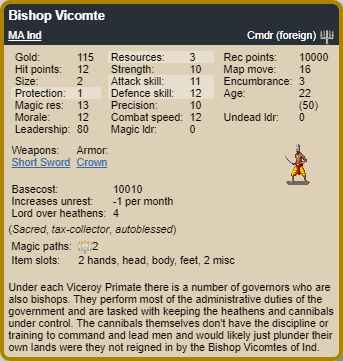 Bishop Vicomte
MA Ind Cmdr (foreign)
Gold: 115 Resources: 3 Rec points: 10000
Hit points: 12 Strength: 10 Map move: 16
Size: 2 Attack skill: 11 Encumbrance: 3
Protection: 1 Defence skill: 12 Age: 22
Magic res: 13 Precision: 10 (50)
Morale: 12 Combat speed: 12 Undead ldr: 0
Leadership: 80 Magic ldr: 0
Weapons: Armor:
Short Sword Crown
Basecost: 10010
Increases unrest: -1 per month
Lord over heathens: 4
(Sacred, tax-collector, autoblessed)
Magic paths: 2
Item slots: 2 hands, head, body, feet, 2 misc
Under each Viceroy Primate there is a number of governors who are
also bishops. They perform most of the administrative duties of the
government and are tasked with keeping the heathens and cannibals
under control. The cannibals themselves don't have the discipline or
training to command and lead men and would likely just plunder their
own lands were they not reigned in by the Bishop Vicomtes of Ind.